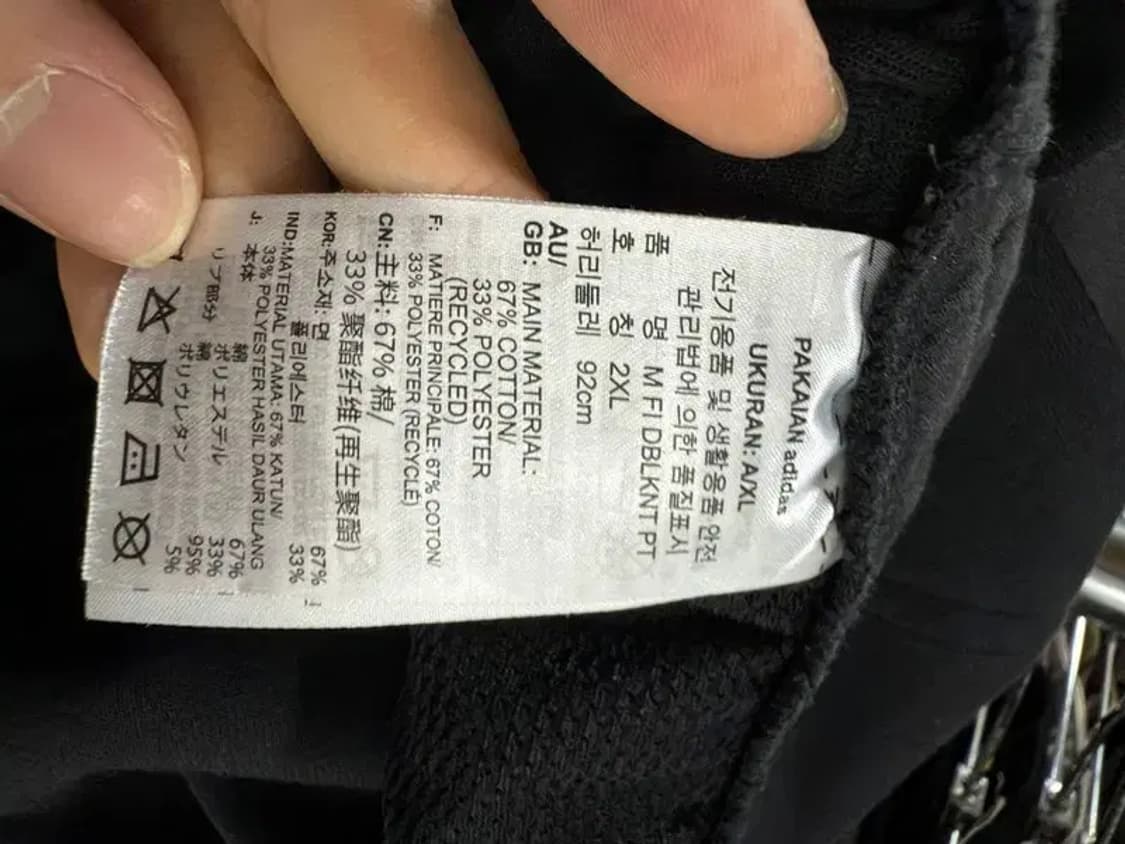 PAKAIAN adidas
UKURAN: A/XL
전기용품 및 생활용품 안전
관리법에 의한 품질표시
품 명 M FI DBLKNT PT
호 칭 2XL
허리둘레 92cm
AU/
GB: MAIN MATERIAL:
67% COTTON/
33% POLYESTER
(RECYCLED)
F: MATIERE PRINCIPALE: 67% COTON/
33% POLYESTER (RECYCLÉ)
CN:主料: 67% 棉/
33% 聚酯纤维(再生聚酯)
KOR:주소재: 면 67%
폴리에스터 33%
IND:MATERIAL UTAMA: 67% KATUN/
33% POLYESTER HASIL DAUR ULANG
J: 本体 綿 67%
ポリエステル 33%
リブ部分 綿 95%
ポリウレタン 5%